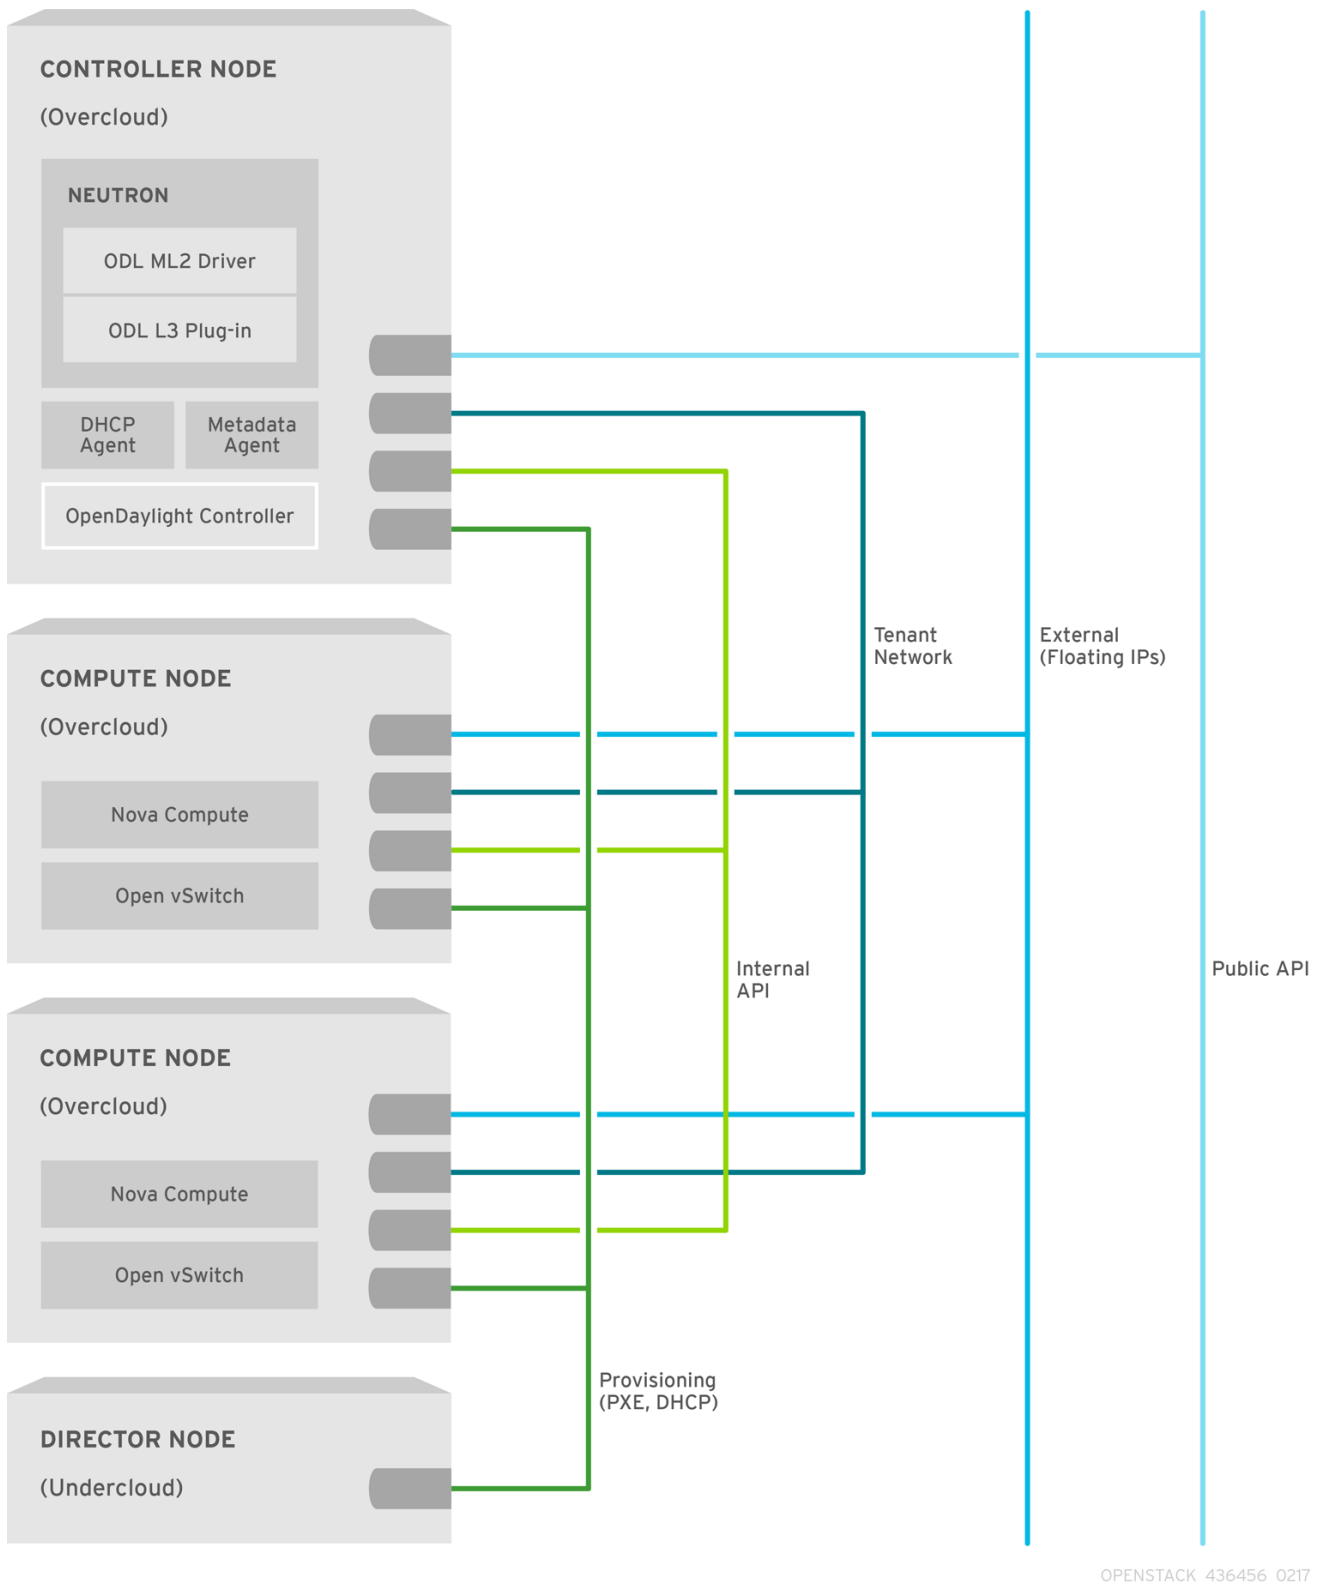 CONTROLLER NODE
(Overcloud)
NEUTRON
ODL ML2 Driver
ODL L3 Plug-in
DHCP
Agent
Metadata
Agent
OpenDaylight Controller
Tenant
Network
External
(Floating IPs)
COMPUTE NODE
(Overcloud)
Nova Compute
Open vSwitch
Internal
API
Public API
COMPUTE NODE
(Overcloud)
Nova Compute
Open vSwitch
Provisioning
(PXE, DHCP)
DIRECTOR NODE
(Undercloud)
OPENSTACK 436456 0217